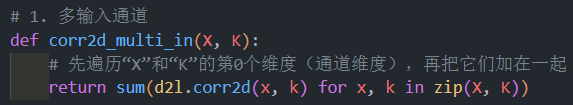 # 1. 多输入通道
def corr2d_multi_in(X, K):
    # 先遍历“X”和“K”的第0个维度（通道维度），再把它们加在一起
    return sum(d2l.corr2d(x, k) for x, k in zip(X, K))